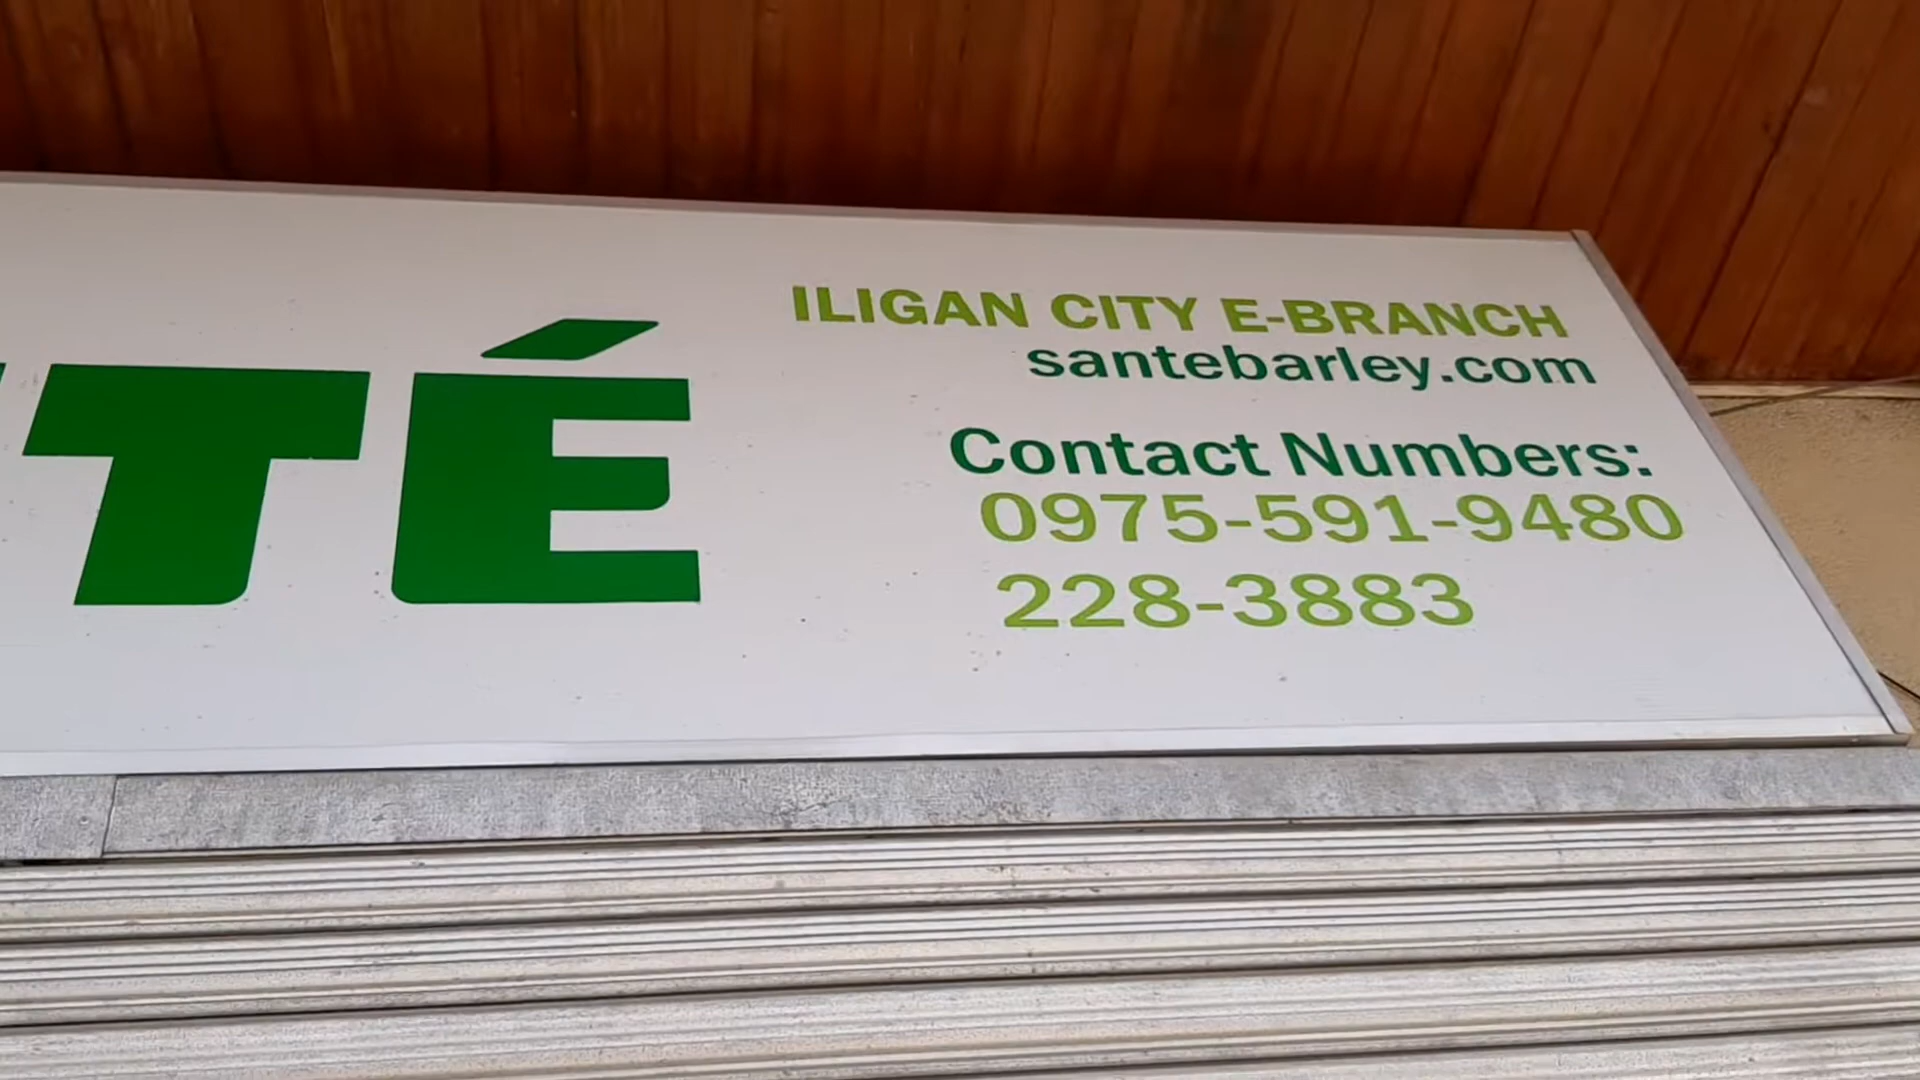 TÉ
ILIGAN CITY E-BRANCH
santebarley.com
Contact Numbers:
0975-591-9480
228-3883